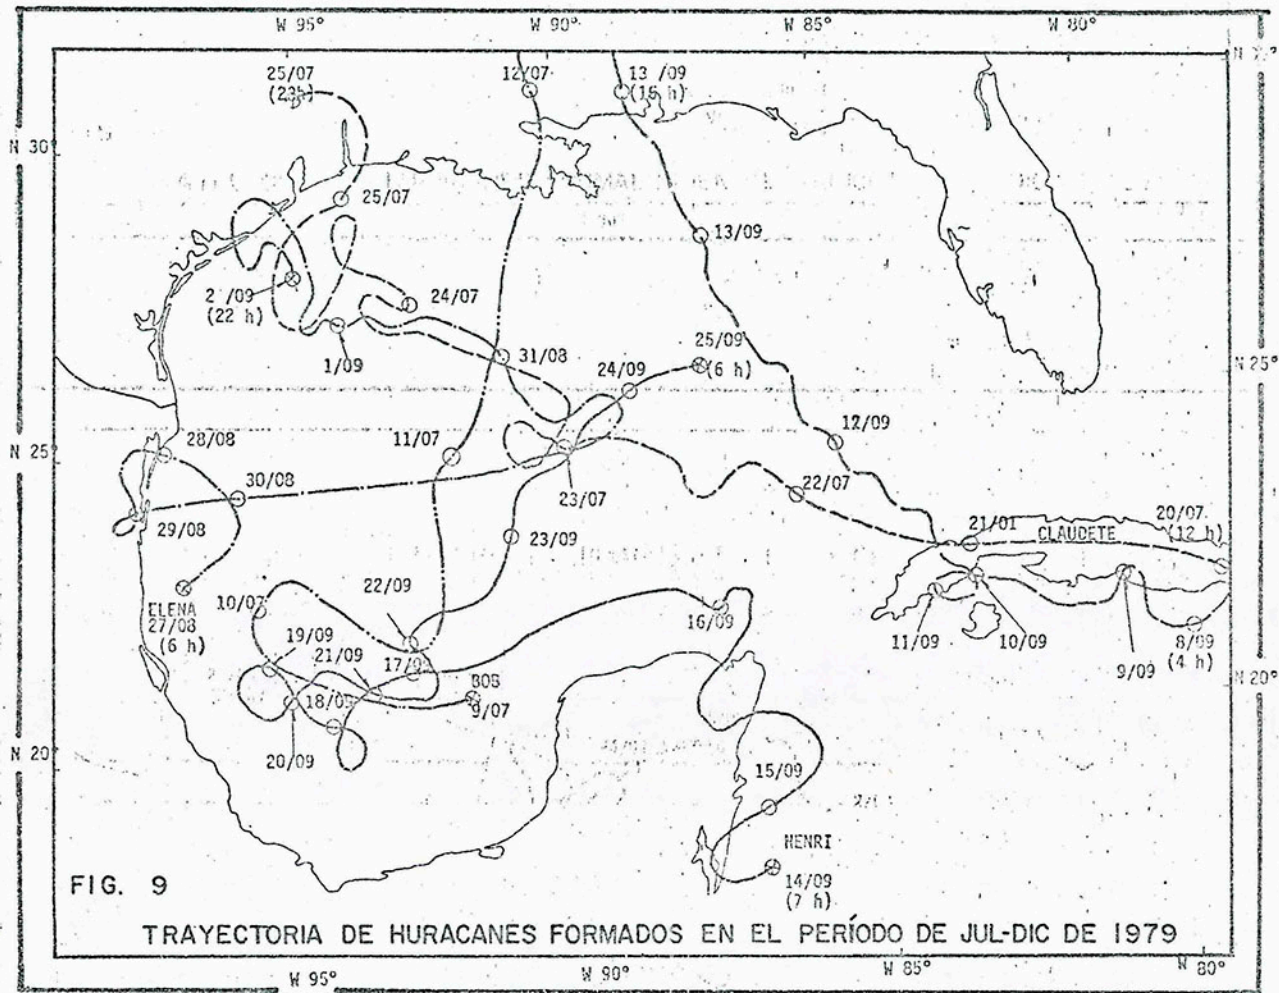 W 95°
W 90°
W 85°
W 80°
25/07
(23h)
12/07
13 /09
(15 h)
N 30°
25/07
13/09
2 /09
(22 h)
24/07
1/09
31/08
25/09
(6 h)
24/09
N 25°
12/09
28/08
11/07
N 25°
30/08
22/07
23/07
29/08
21/01
CLAUDETE
20/07
(12 h)
23/09
ELENA
27/08
(6 h)
10/07
22/09
16/09
11/09
10/09
8/09
(4 h)
9/09
19/09
21/09
BOB
9/07
18/09
N 20°
N 20°
20/09
15/09
HENRI
14/09
(7 h)
FIG. 9
TRAYECTORIA DE HURACANES FORMADOS EN EL PERÍODO DE JUL-DIC DE 1979
W 95°
W 90°
W 85°
W 80°